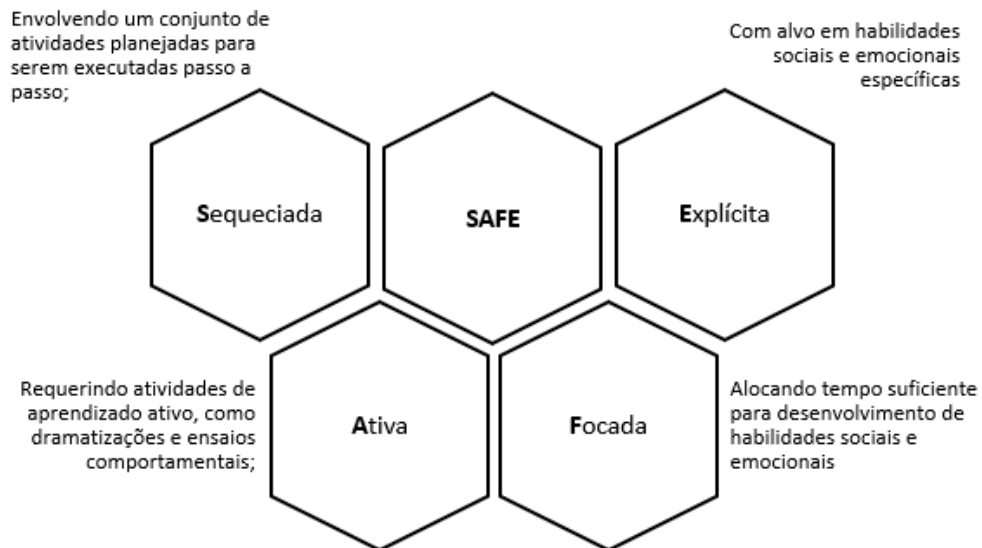 Envolvendo um conjunto de
atividades planejadas para
serem executadas passo a
passo;
Com alvo em habilidades
sociais e emocionais
específicas
Sequeciada
SAFE
Explícita
Requerindo atividades de
aprendizado ativo, como
dramatizações e ensaios
comportamentais;
Ativa
Focada
Alocando tempo suficiente
para desenvolvimento de
habilidades sociais e
emocionais